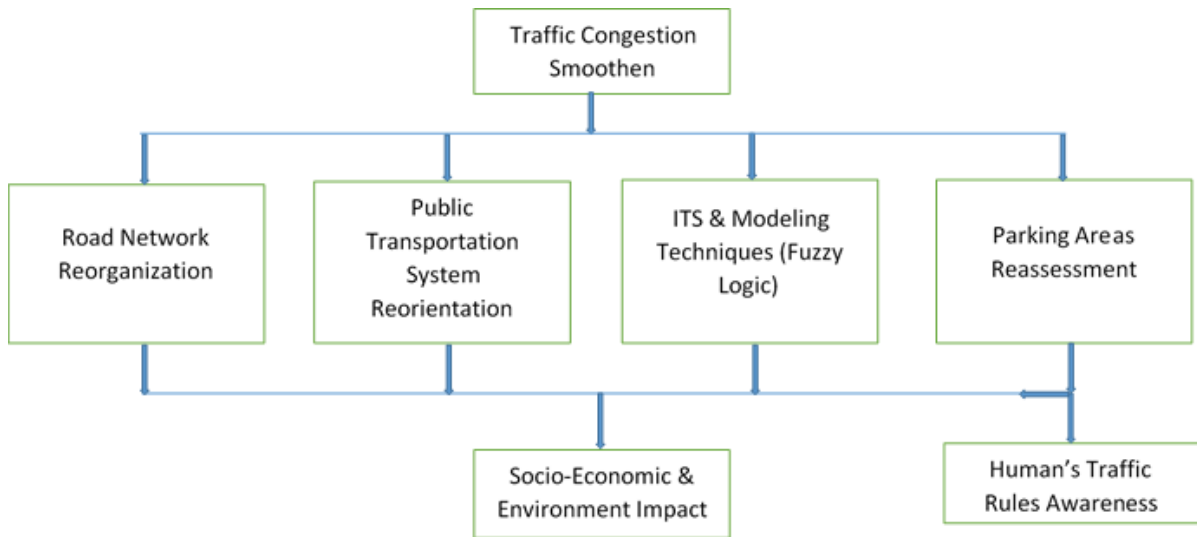 Traffic Congestion
Smoothen
Road Network
Reorganization
Public
Transportation
System
Reorientation
ITS & Modeling
Techniques (Fuzzy
Logic)
Parking Areas
Reassessment
Socio-Economic &
Environment Impact
Human’s Traffic
Rules Awareness